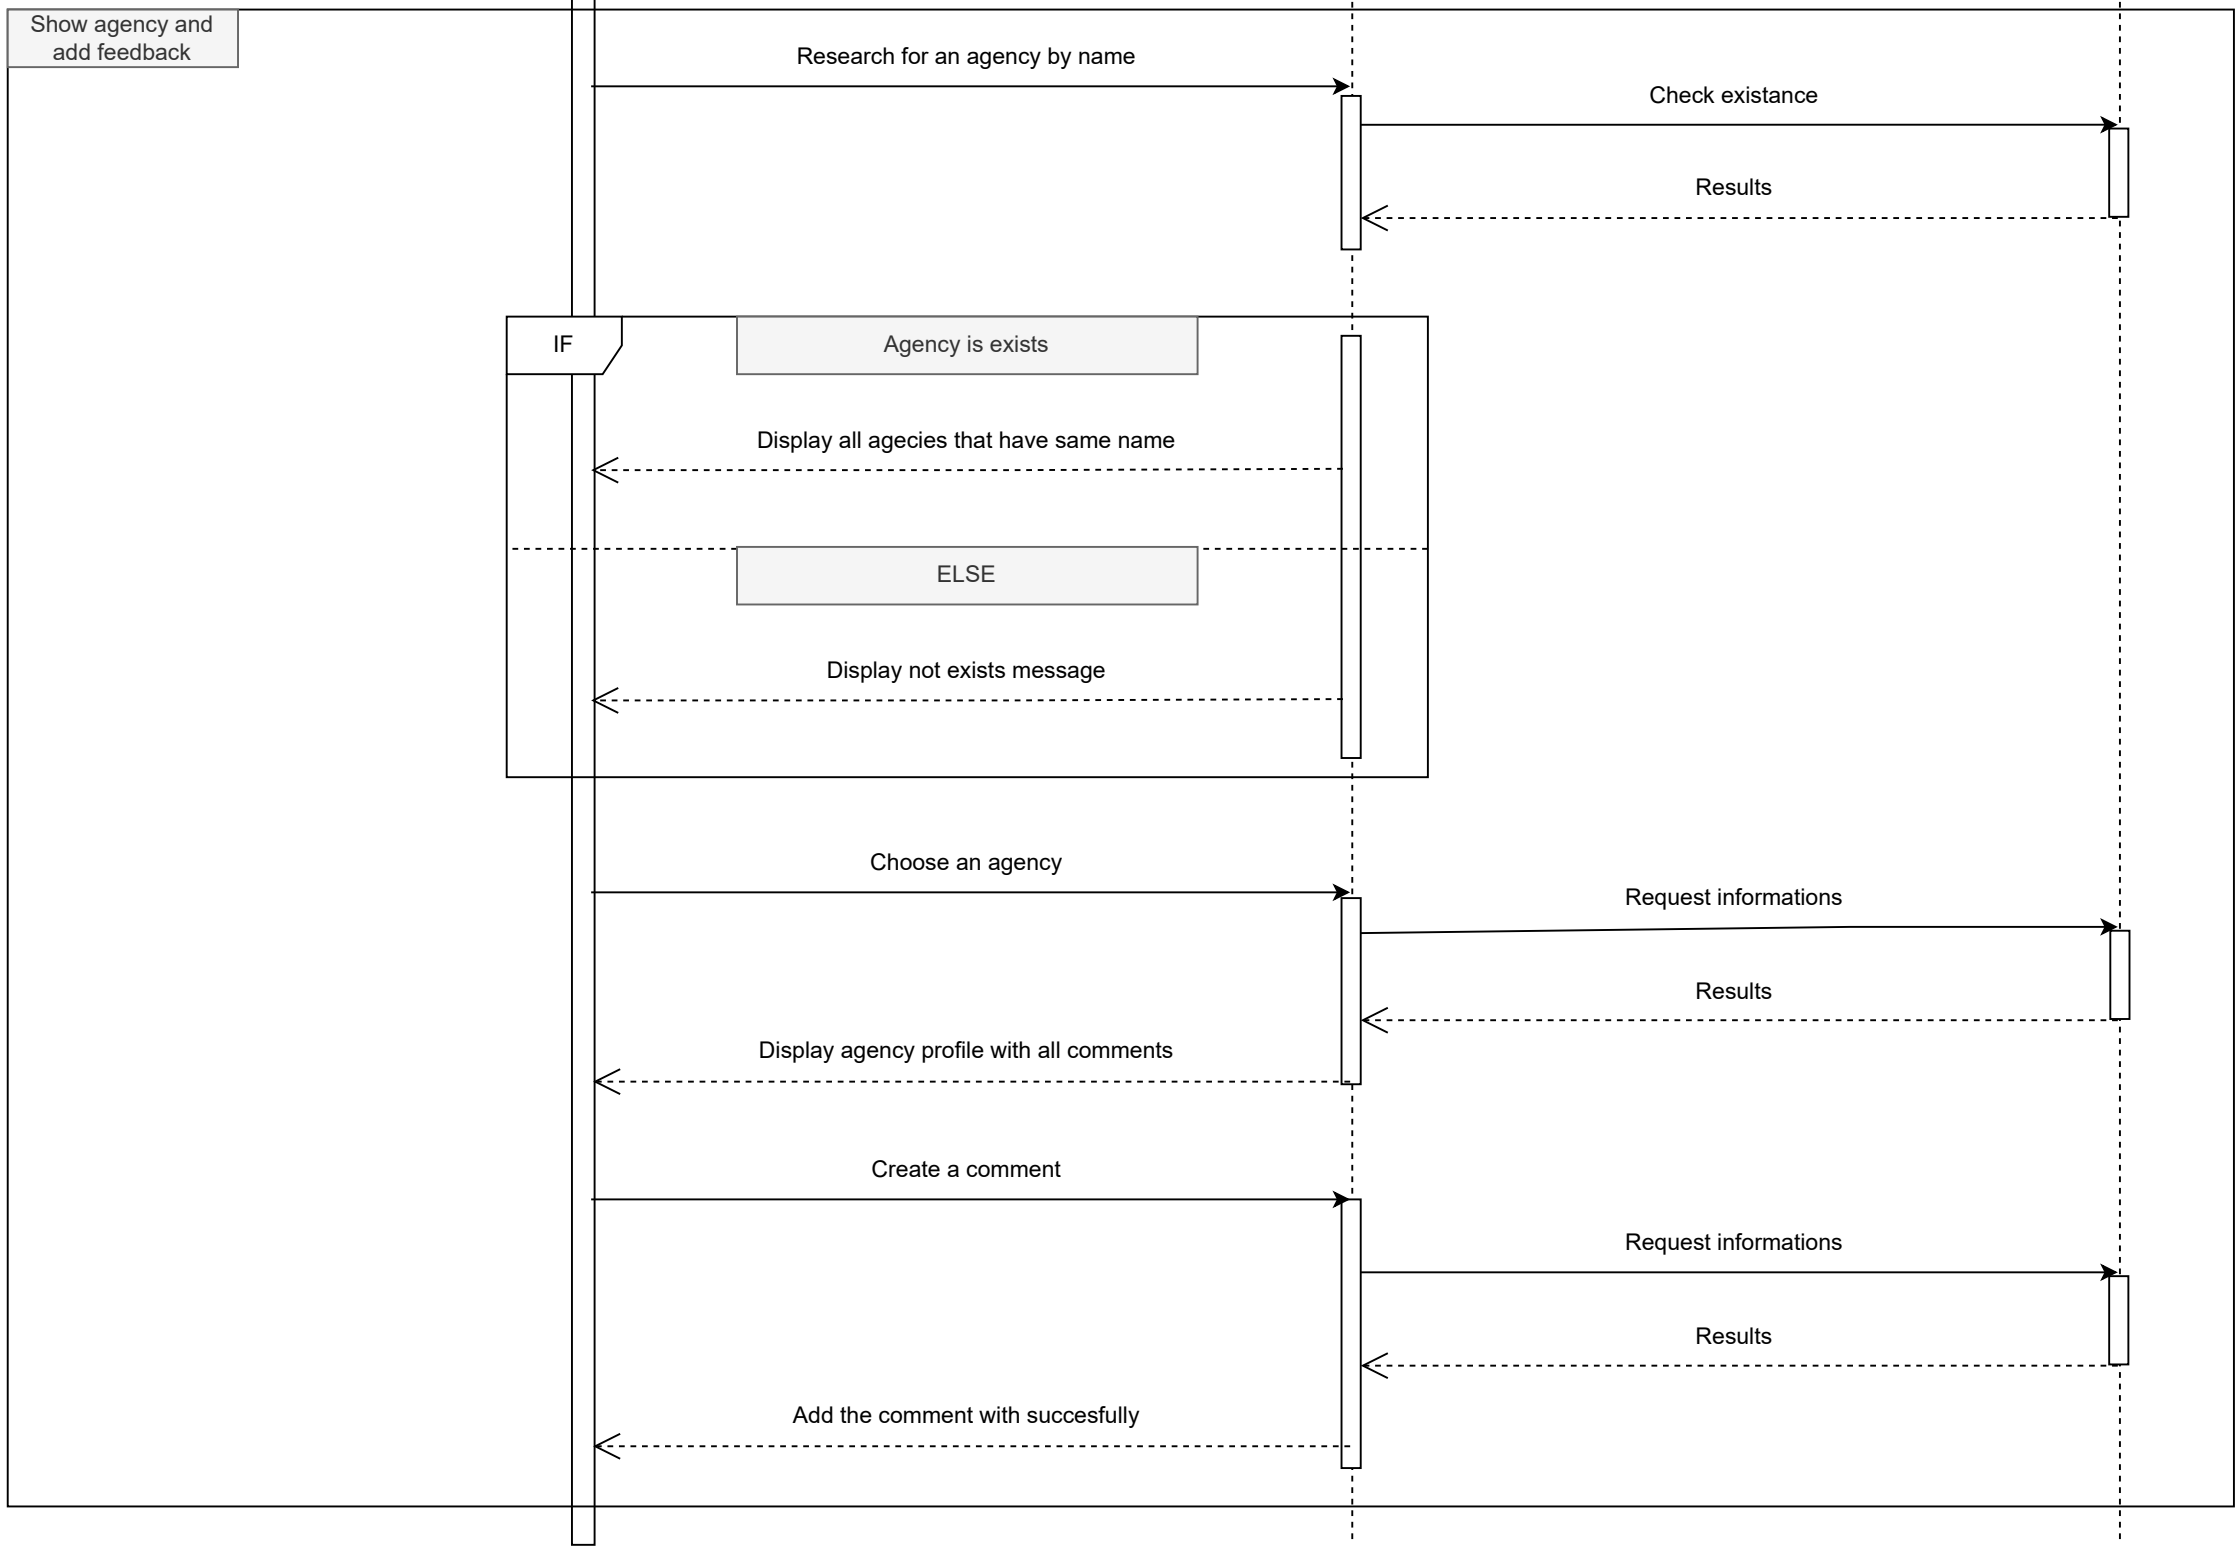 Show agency and
add feedback
Research for an agency by name
Check existance
Results
IF
Agency is exists
Display all agecies that have same name
ELSE
Display not exists message
Choose an agency
Request informations
Results
Display agency profile with all comments
Create a comment
Request informations
Results
Add the comment with succesfully